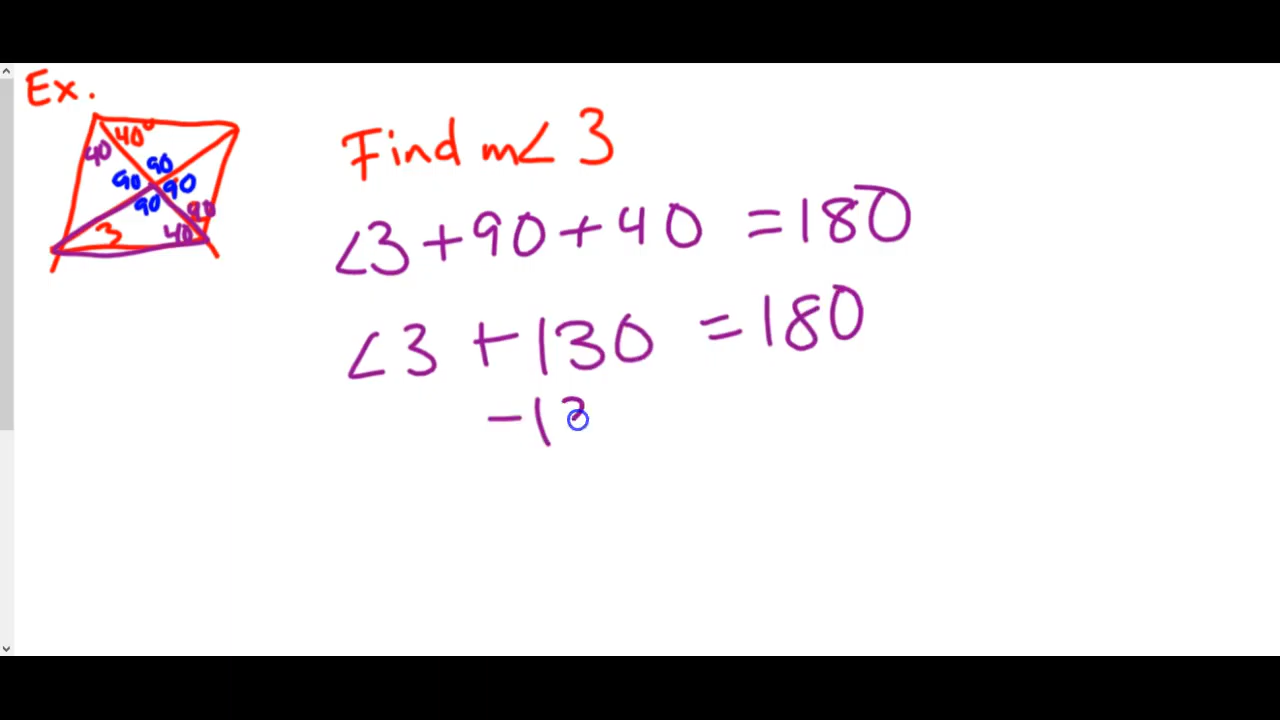 Ex.
40°
40
90
90
90
90
3
40
Find m∠3
∠3 + 90 + 40 = 180
∠3 + 130 = 180
-13